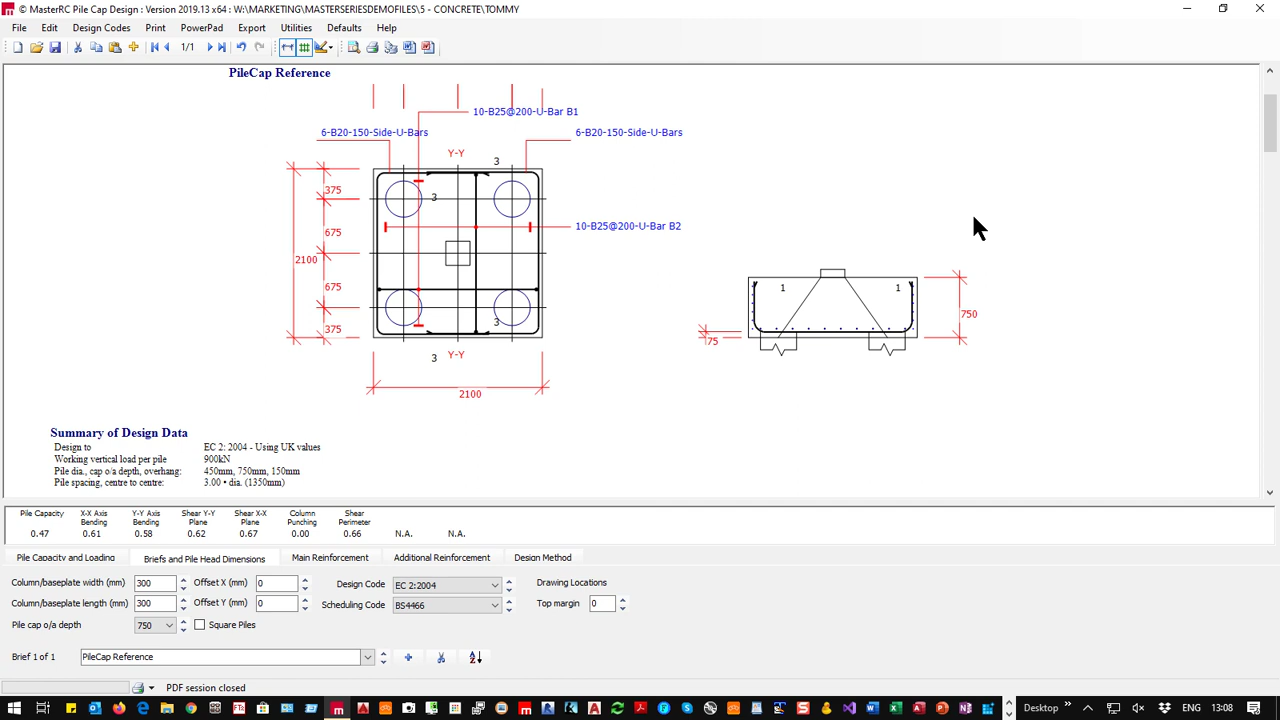 © MasterRC Pile Cap Design : Version 2019.13 x64 : W:\MARKETING\MASTERSERIESDEMOFILES\5 - CONCRETE\TOMMY
File Edit Design Codes Print PowerPad Export Utilities Defaults Help
1/1
PileCap Reference
10-B25@200-U-Bar B1
6-B20-150-Side-U-Bars 6-B20-150-Side-U-Bars
Y-Y 3
375 3
10-B25@200-U-Bar B2
675
2100
675
1 1
750
75
375 3
3 Y-Y
2100
Summary of Design Data
Design to EC 2: 2004 - Using UK values
Working vertical load per pile 900kN
Pile dia., cap o/a depth, overhang: 450mm, 750mm, 150mm
Pile spacing, centre to centre: 3.00 • dia. (1350mm)
Pile Capacity X-X Axis Bending Y-Y Axis Bending Shear Y-Y Plane Shear X-X Plane Column Punching Shear Perimeter
0.47 0.61 0.58 0.62 0.67 0.00 0.66 N.A. N.A.
Pile Capacity and Loading Briefs and Pile Head Dimensions Main Reinforcement Additional Reinforcement Design Method
Column/baseplate width (mm) 300 Offset X (mm) 0 Design Code EC 2:2004 Drawing Locations
Column/baseplate length (mm) 300 Offset Y (mm) 0 Scheduling Code BS4466 Top margin 0
Pile cap o/a depth 750 Square Piles
Brief 1 of 1 PileCap Reference
PDF session closed
Desktop ENG 13:08